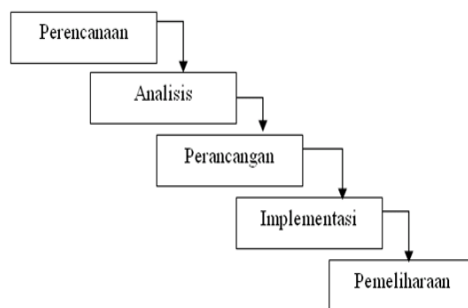 Perencanaan
Analisis
Perancangan
Implementasi
Pemeliharaan